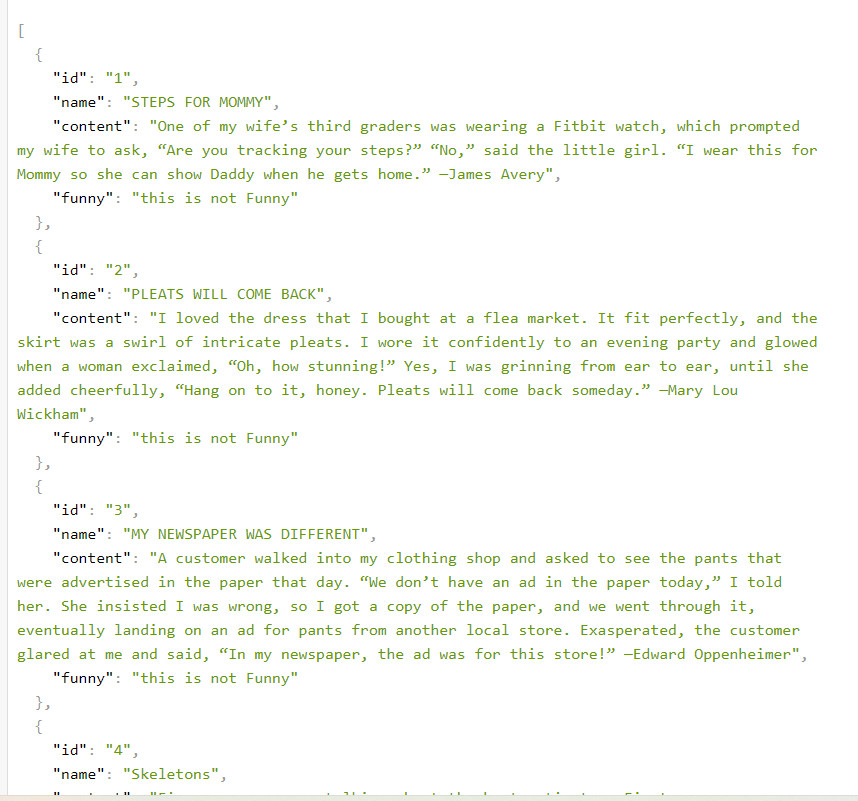 [
{
"id": "1",
"name": "STEPS FOR MOMMY",
"content": "One of my wife’s third graders was wearing a Fitbit watch, which prompted
my wife to ask, “Are you tracking your steps?” “No,” said the little girl. “I wear this for
Mommy so she can show Daddy when he gets home.” —James Avery",
"funny": "this is not Funny"
},
{
"id": "2",
"name": "PLEATS WILL COME BACK",
"content": "I loved the dress that I bought at a flea market. It fit perfectly, and the
skirt was a swirl of intricate pleats. I wore it confidently to an evening party and glowed
when a woman exclaimed, “Oh, how stunning!” Yes, I was grinning from ear to ear, until she
added cheerfully, “Hang on to it, honey. Pleats will come back someday.” —Mary Lou
Wickham",
"funny": "this is not Funny"
},
{
"id": "3",
"name": "MY NEWSPAPER WAS DIFFERENT",
"content": "A customer walked into my clothing shop and asked to see the pants that
were advertised in the paper that day. “We don’t have an ad in the paper today,” I told
her. She insisted I was wrong, so I got a copy of the paper, and we went through it,
eventually landing on an ad for pants from another local store. Exasperated, the customer
glared at me and said, “In my newspaper, the ad was for this store!” —Edward Oppenheimer",
"funny": "this is not Funny"
},
{
"id": "4",
"name": "Skeletons",